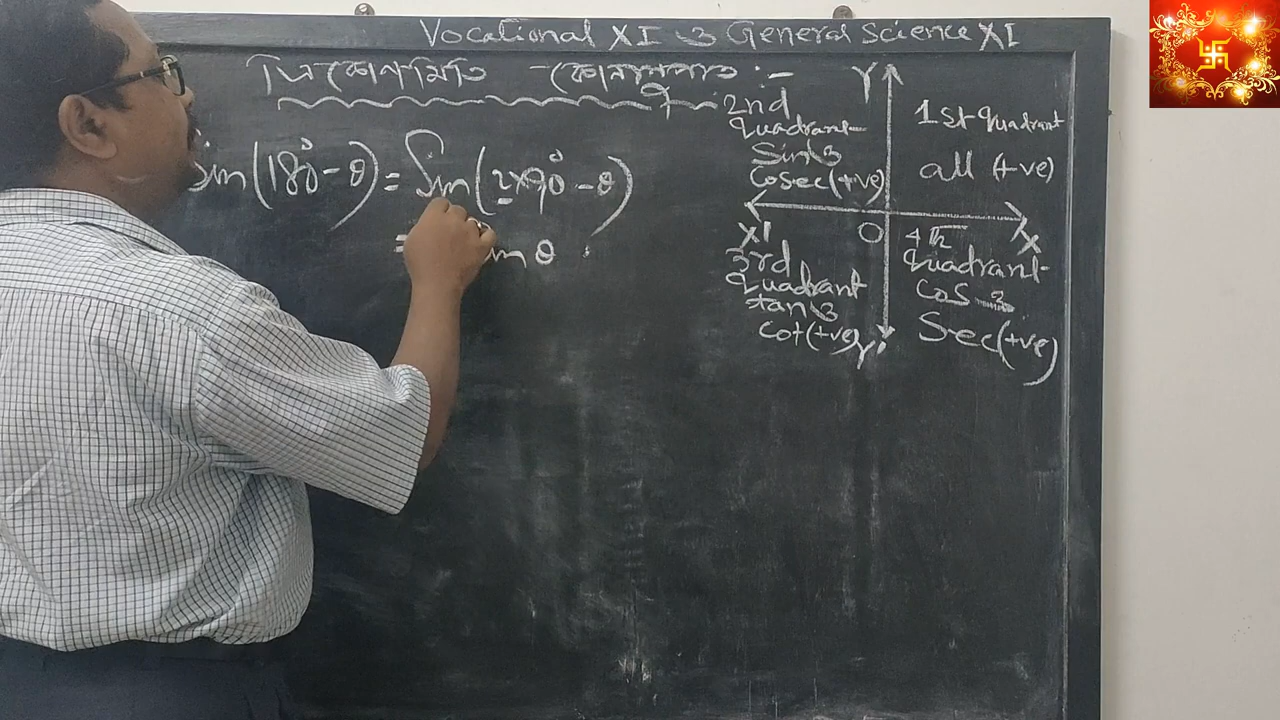 Vocational XI ও General Science XI
ত্রিকোণমিতি -কোনানুপাত :-
Sin(180° - θ) = Sin(2×90° - θ)
= Sin θ
Y
2nd
Quadrant
Sin ও
Cosec (+ve)
1st Quadrant
all (+ve)
X' O X
3rd
Quadrant
tan ও
Cot (+ve)
4th
Quadrant
Cos ও
Sec (+ve)
Y'